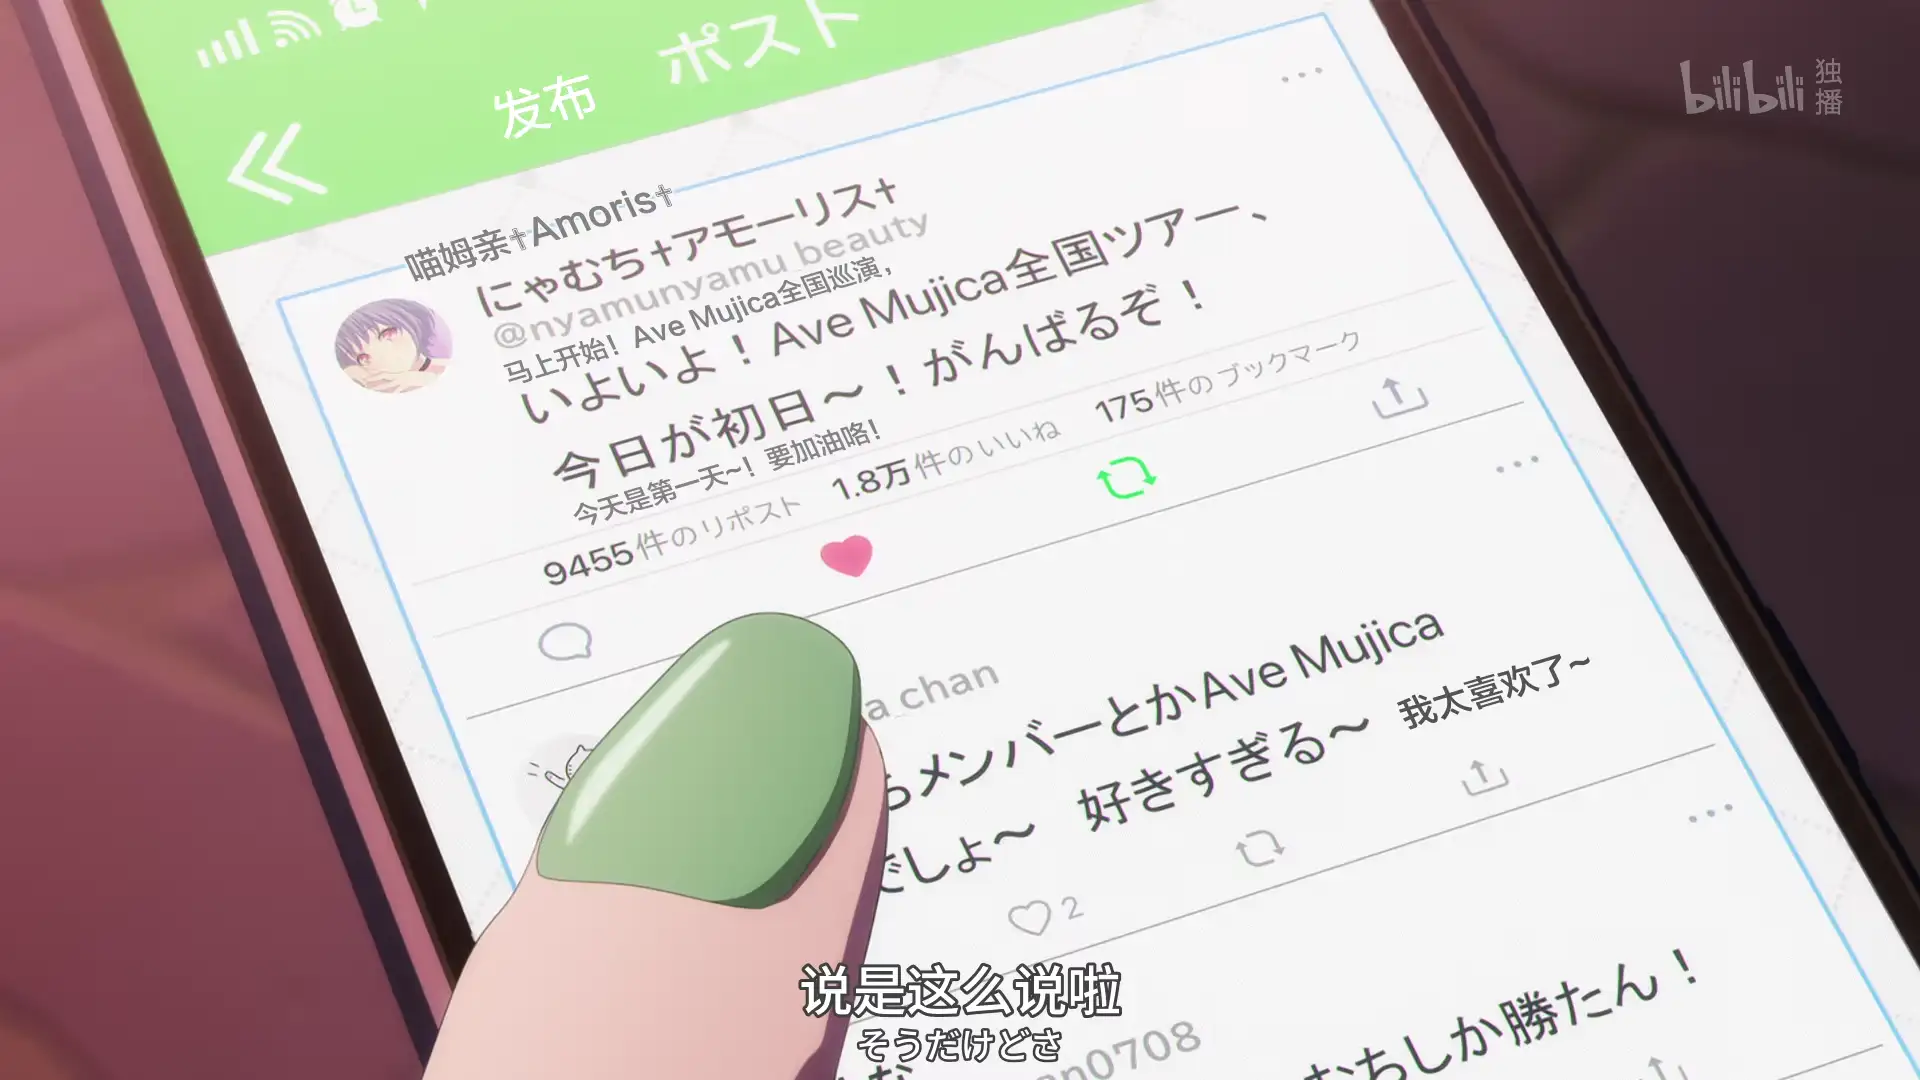 ポスト
发布
bilibili 独播
喵姆亲†Amoris†
にゃむち†アモーリス†
@nyamunyamu_beauty
马上开始！Ave Mujica全国巡演，
いよいよ！Ave Mujica全国ツアー、
今日が初日～！がんばるぞ！
今天是第一天~！要加油咯！
9455件のリポスト 1.8万件のいいね 175件のブックマーク
a_chan
メンバーとかAve Mujica
でしょ～ 好きすぎる～ 我太喜欢了~
2
n0708
むちしか勝たん！
说是这么说啦
そうだけどさ